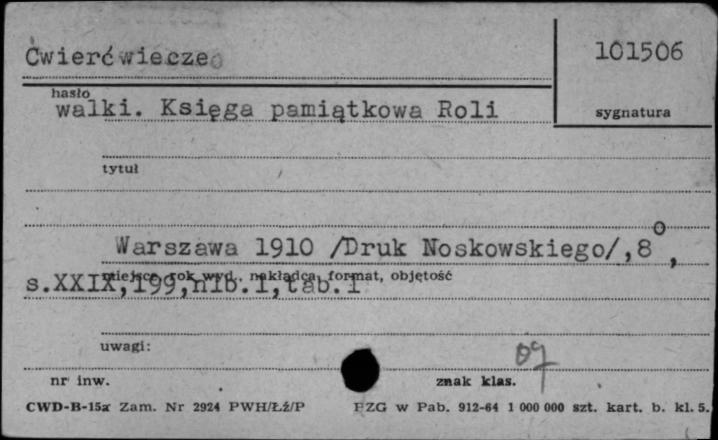 Ćwierćwiecze
101506
hasło
walki. Księga pamiątkowa Roli
sygnatura
tytuł
Warszawa 1910 /Druk Noskowskiego/,8°,
miejsce, rok wyd., nakładca, format, objętość
s.XXIX,199,nlb.1,tab.1
uwagi:
nr inw.
znak klas.
CWD-B-15a Zam. Nr 2924 PWH/Łź/P
PZG w Pab. 912-64 1 000 000 szt. kart. b. kl. 5.